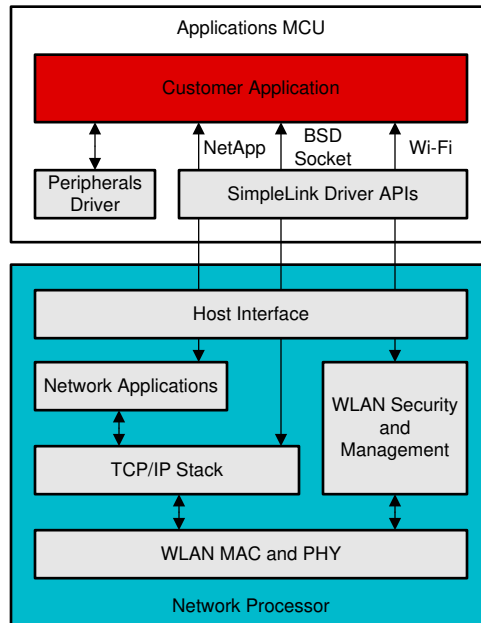 Applications MCU
Customer Application
NetApp
BSD
Socket
Wi-Fi
Peripherals
Driver
SimpleLink Driver APIs
Host Interface
Network Applications
WLAN Security
and
Management
TCP/IP Stack
WLAN MAC and PHY
Network Processor